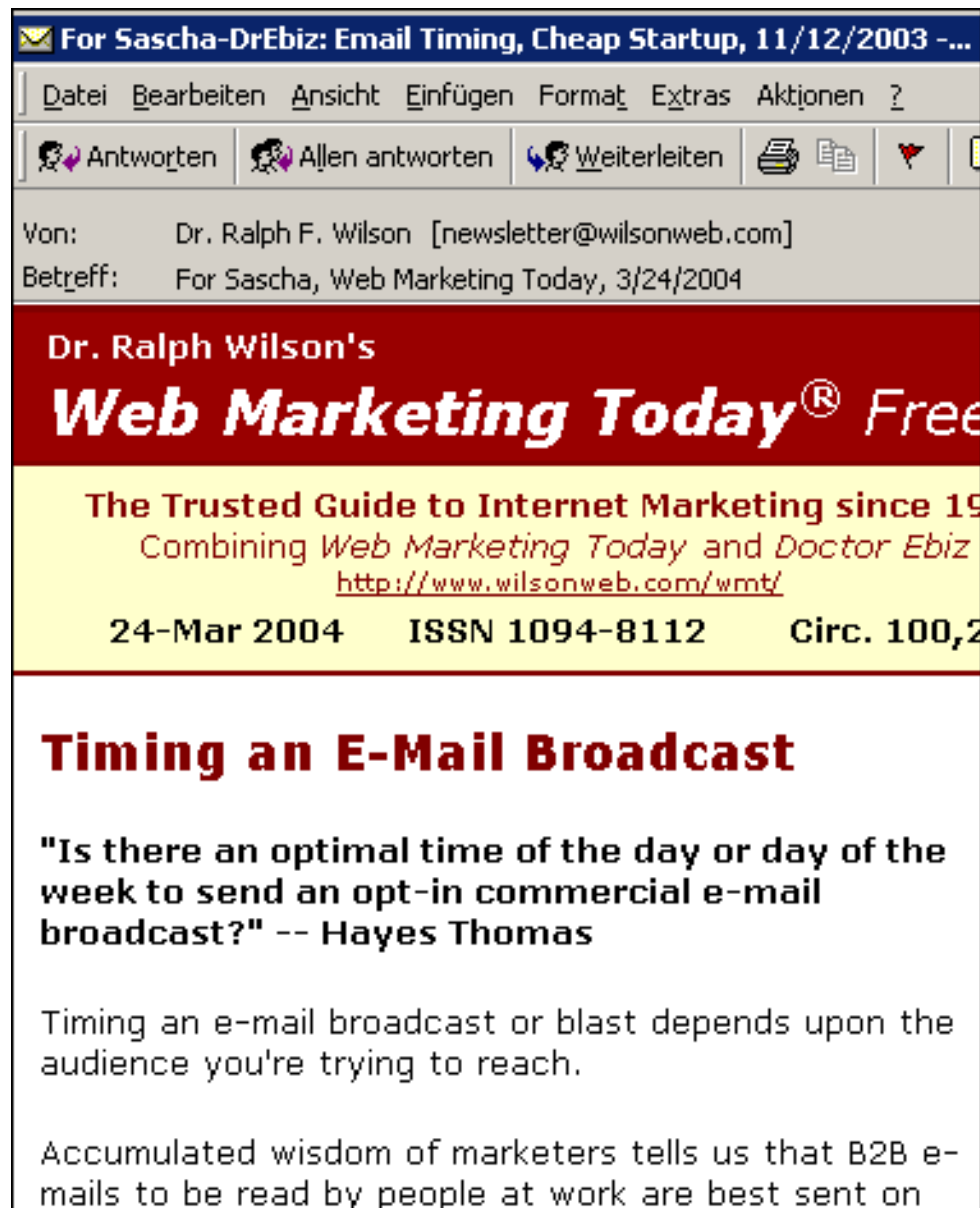 For Sascha-DrEbiz: Email Timing, Cheap Startup, 11/12/2003 -...
Datei Bearbeiten Ansicht Einfügen Format Extras Aktionen ?
Antworten Allen antworten Weiterleiten
Von: Dr. Ralph F. Wilson [newsletter@wilsonweb.com]
Betreff: For Sascha, Web Marketing Today, 3/24/2004
Dr. Ralph Wilson's
Web Marketing Today® Free
The Trusted Guide to Internet Marketing since 19
Combining Web Marketing Today and Doctor Ebiz
http://www.wilsonweb.com/wmt/
24-Mar 2004 ISSN 1094-8112 Circ. 100,2
Timing an E-Mail Broadcast
"Is there an optimal time of the day or day of the
week to send an opt-in commercial e-mail
broadcast?" -- Hayes Thomas
Timing an e-mail broadcast or blast depends upon the
audience you're trying to reach.
Accumulated wisdom of marketers tells us that B2B e-
mails to be read by people at work are best sent on